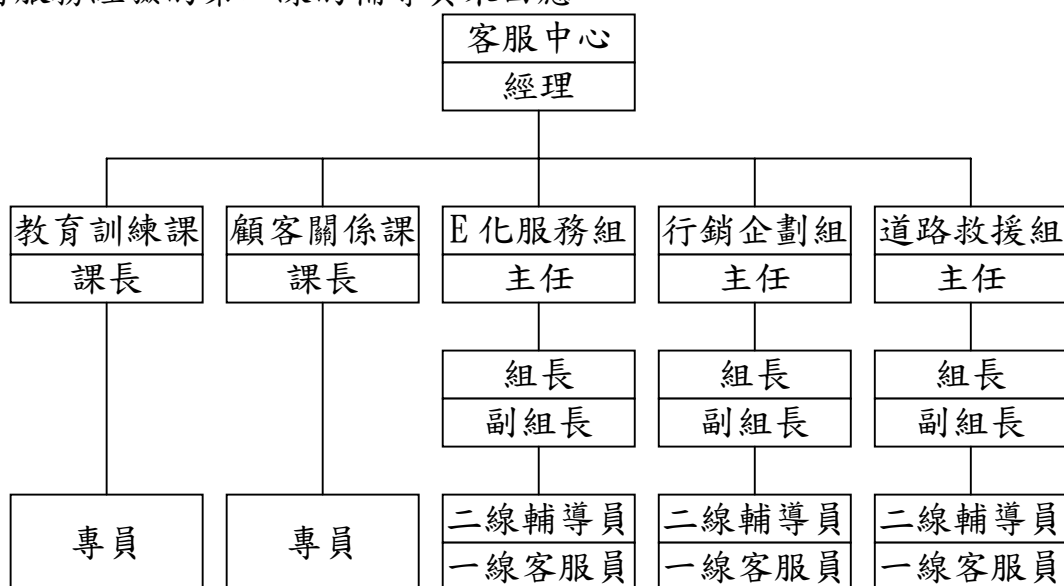 客服中心
經理
教育訓練課 顧客關係課 E化服務組 行銷企劃組 道路救援組
課長 課長 主任 主任 主任
組長 組長 組長
副組長 副組長 副組長
專員 專員 二線輔導員 二線輔導員 二線輔導員
一線客服員 一線客服員 一線客服員